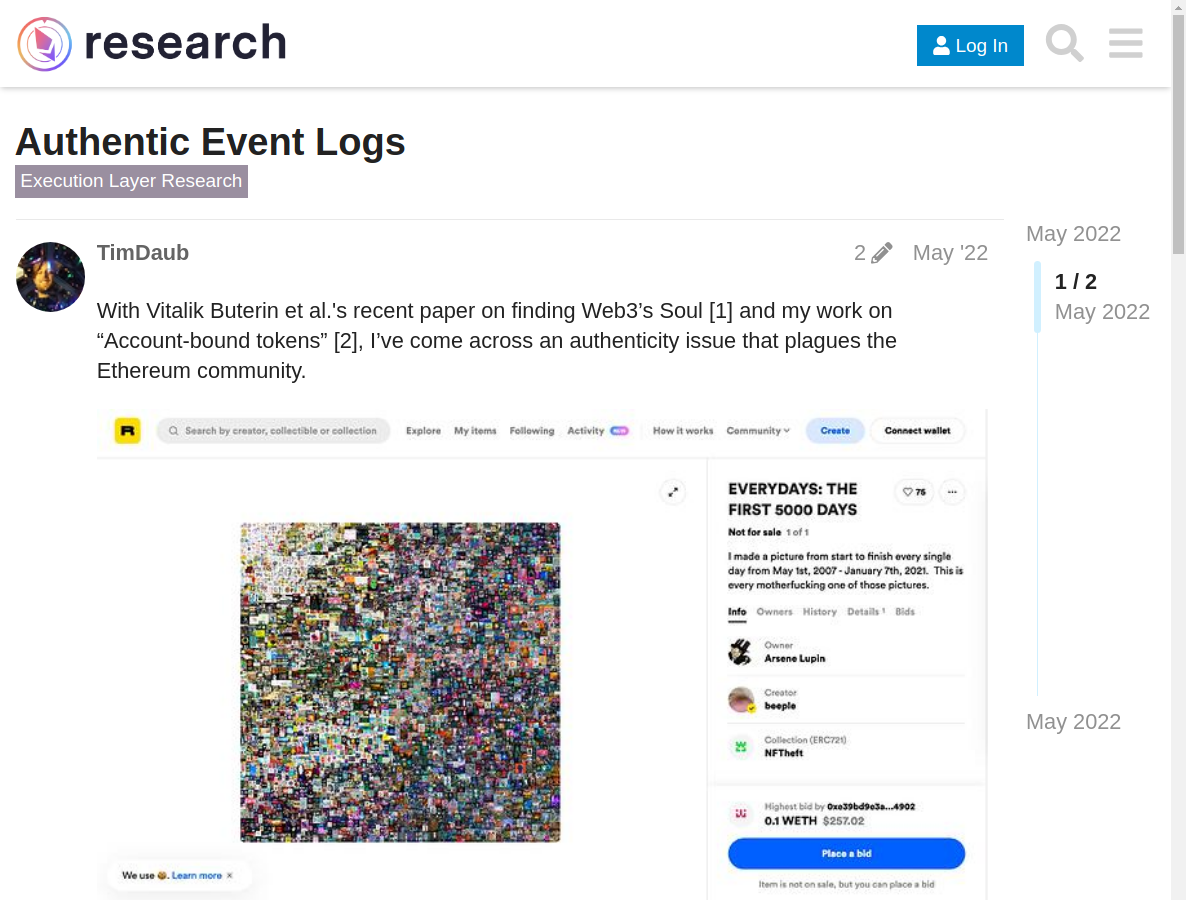 research
Log In
Authentic Event Logs
Execution Layer Research
TimDaub
2
May '22
With Vitalik Buterin et al.'s recent paper on finding Web3’s Soul [1] and my work on
“Account-bound tokens” [2], I’ve come across an authenticity issue that plagues the
Ethereum community.
May 2022
1 / 2
May 2022
May 2022
R
Search by creator, collectible or collection
Explore
My items
Following
Activity
How it works
Community
Create
Connect wallet
EVERYDAYS: THE
FIRST 5000 DAYS
75
Not for sale 1 of 1
I made a picture from start to finish every single
day from May 1st, 2007 - January 7th, 2021. This is
every motherfucking one of those pictures.
Info Owners History Details 1 Bids
Owner
Arsene Lupin
Creator
beeple
Collection (ERC721)
NFTheft
Highest bid by 0xe39bd9e3a...4902
0.1 WETH $257.02
Place a bid
Item is not on sale, but you can place a bid
We use 🍪. Learn more ×